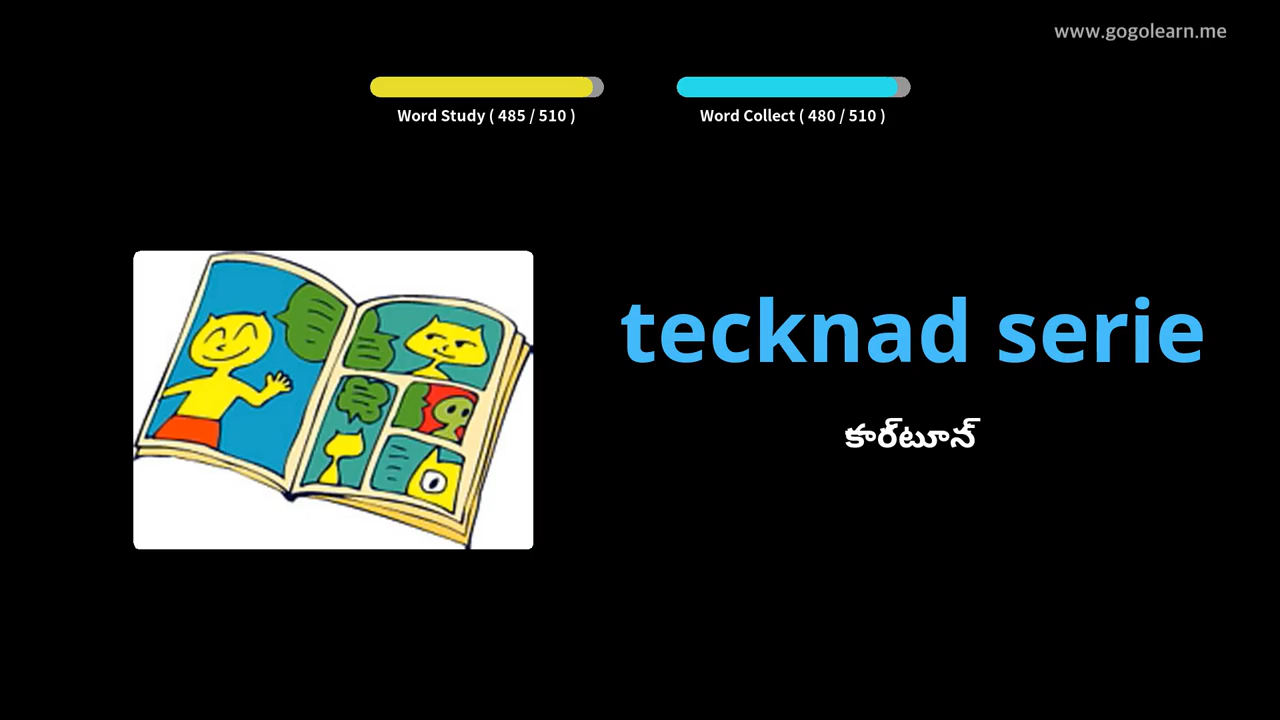 www.gogolearn.me
Word Study ( 485 / 510 )
Word Collect ( 480 / 510 )
tecknad serie
కార్‌టూన్